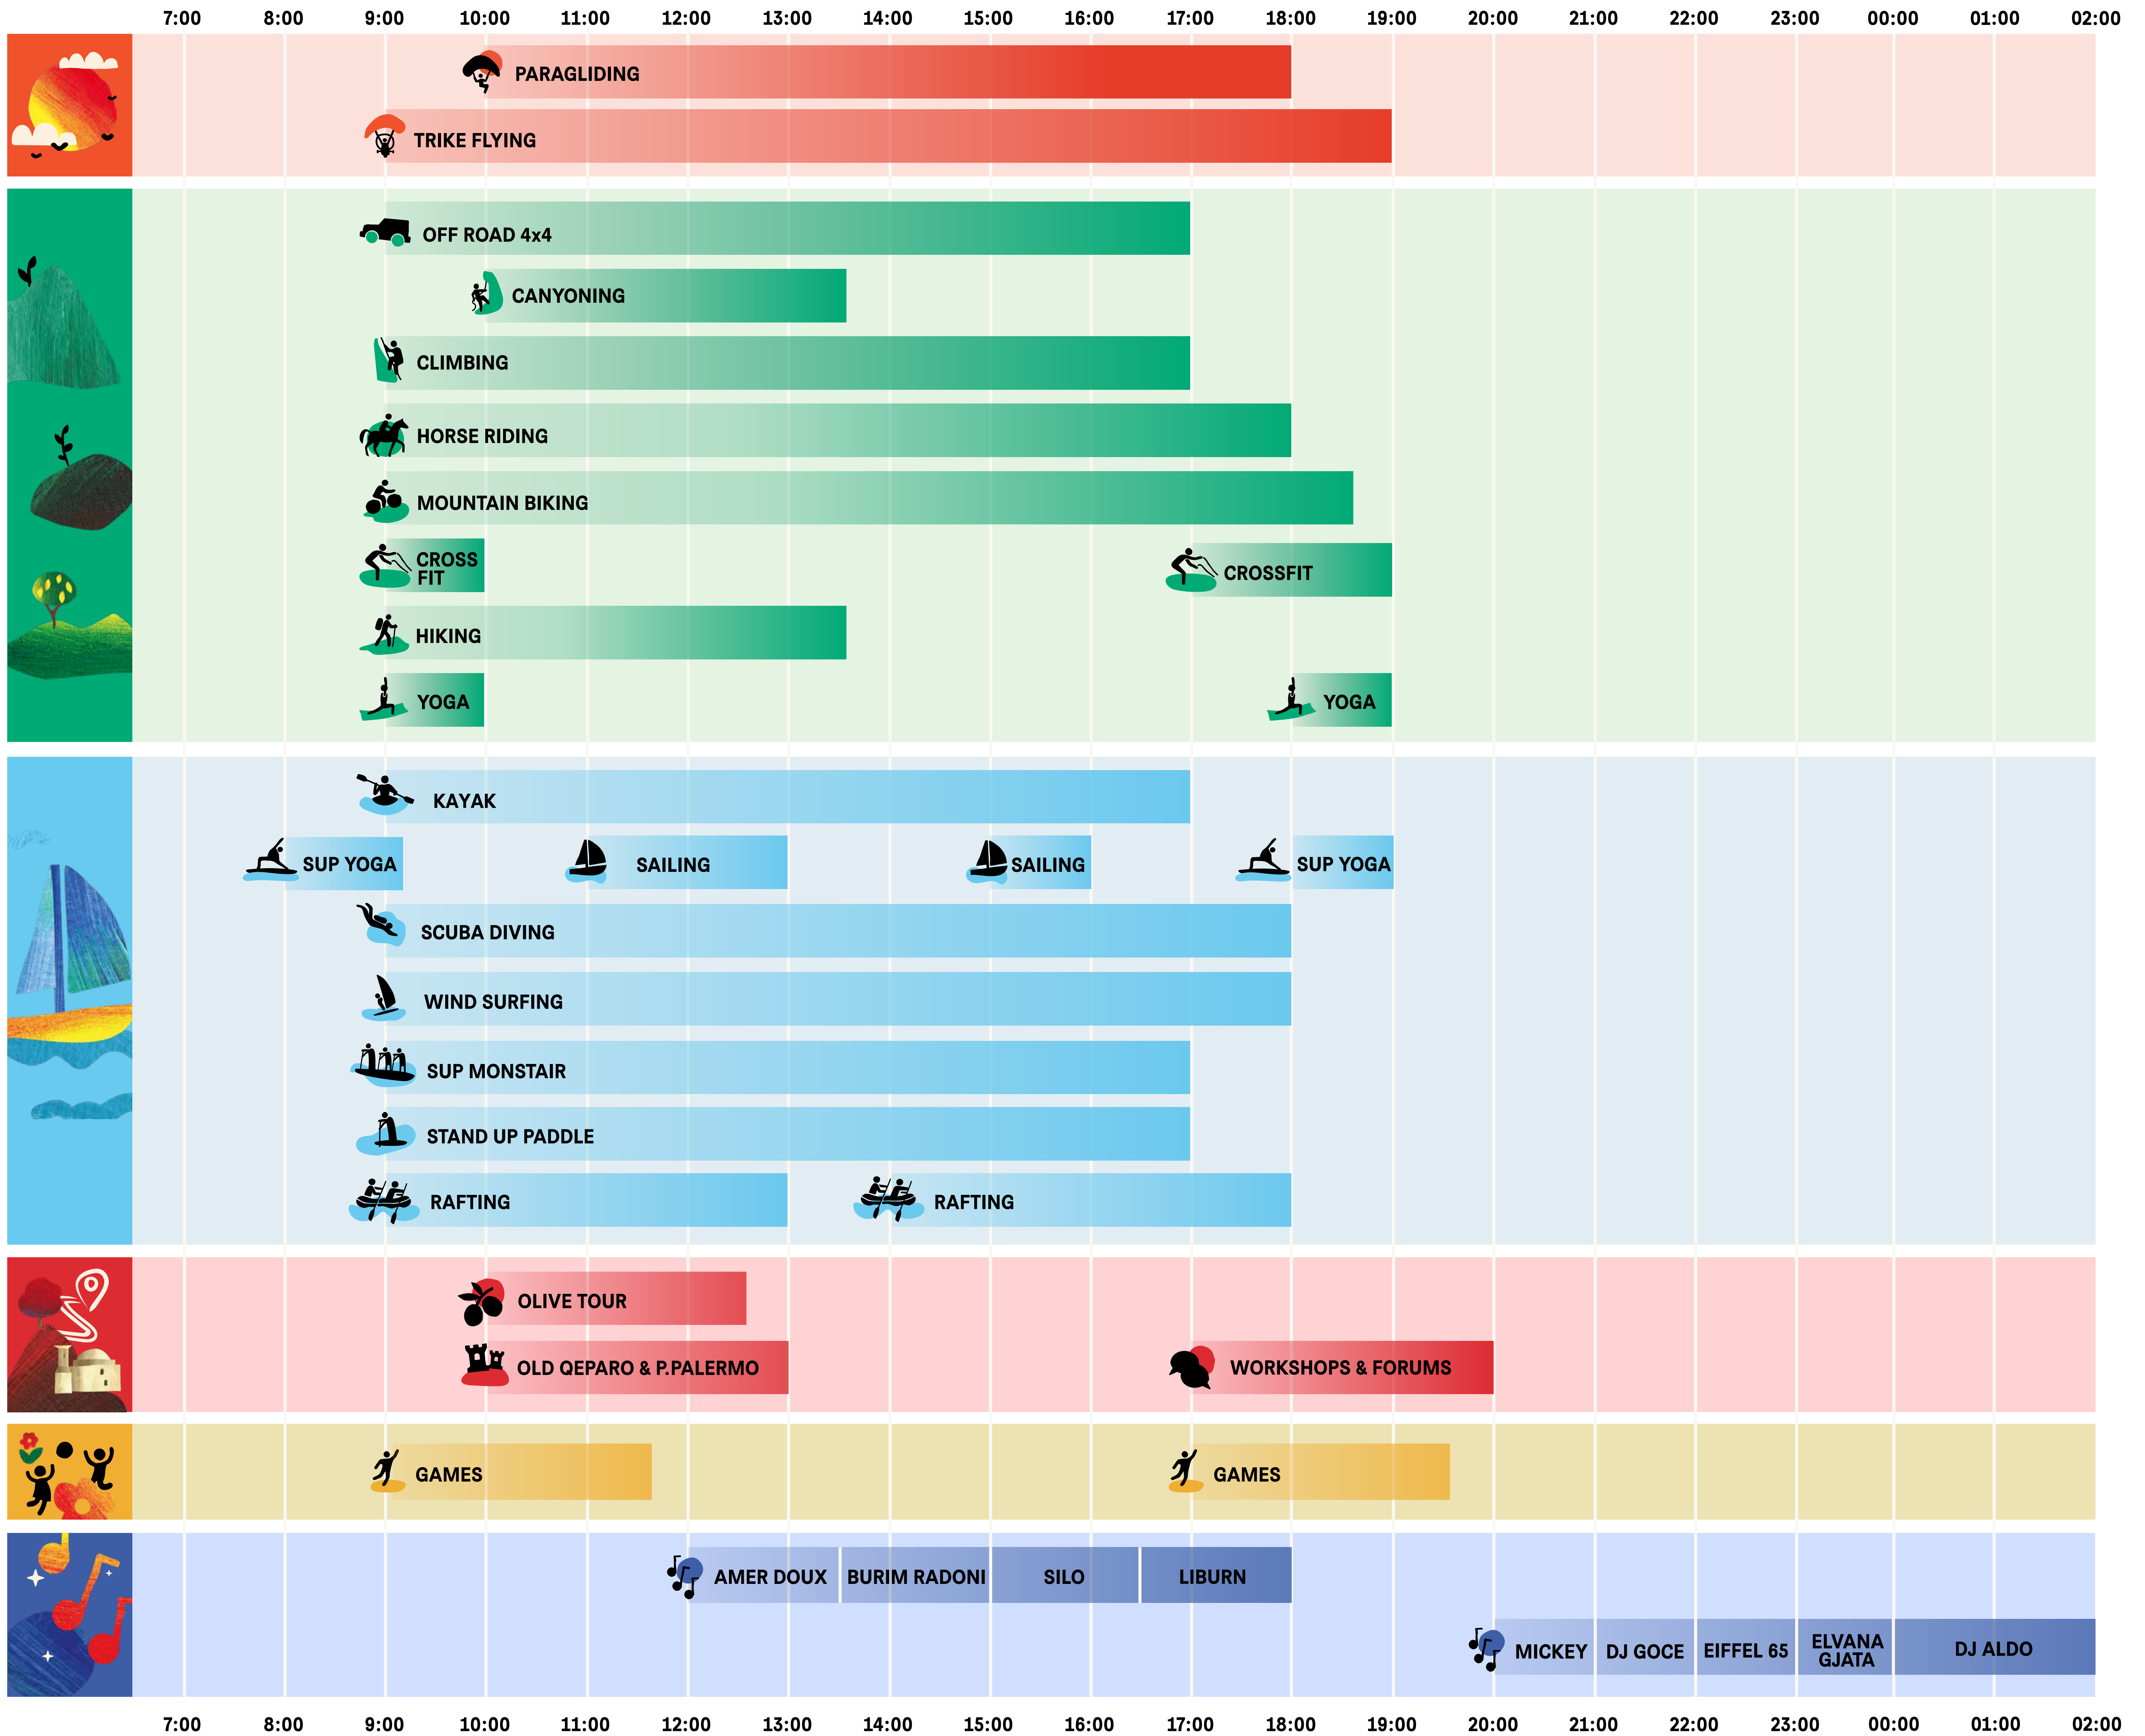 7:00 8:00 9:00 10:00 11:00 12:00 13:00 14:00 15:00 16:00 17:00 18:00 19:00 20:00 21:00 22:00 23:00 00:00 01:00 02:00
PARAGLIDING
TRIKE FLYING
OFF ROAD 4x4
CANYONING
CLIMBING
HORSE RIDING
MOUNTAIN BIKING
CROSS
FIT
CROSSFIT
HIKING
YOGA YOGA
KAYAK
SUP YOGA SAILING SAILING SUP YOGA
SCUBA DIVING
WIND SURFING
SUP MONSTAIR
STAND UP PADDLE
RAFTING RAFTING
OLIVE TOUR
OLD QEPARO & P.PALERMO WORKSHOPS & FORUMS
GAMES GAMES
AMER DOUX BURIM RADONI SILO LIBURN
MICKEY DJ GOCE EIFFEL 65 ELVANA
GJATA
DJ ALDO
7:00 8:00 9:00 10:00 11:00 12:00 13:00 14:00 15:00 16:00 17:00 18:00 19:00 20:00 21:00 22:00 23:00 00:00 01:00 02:00